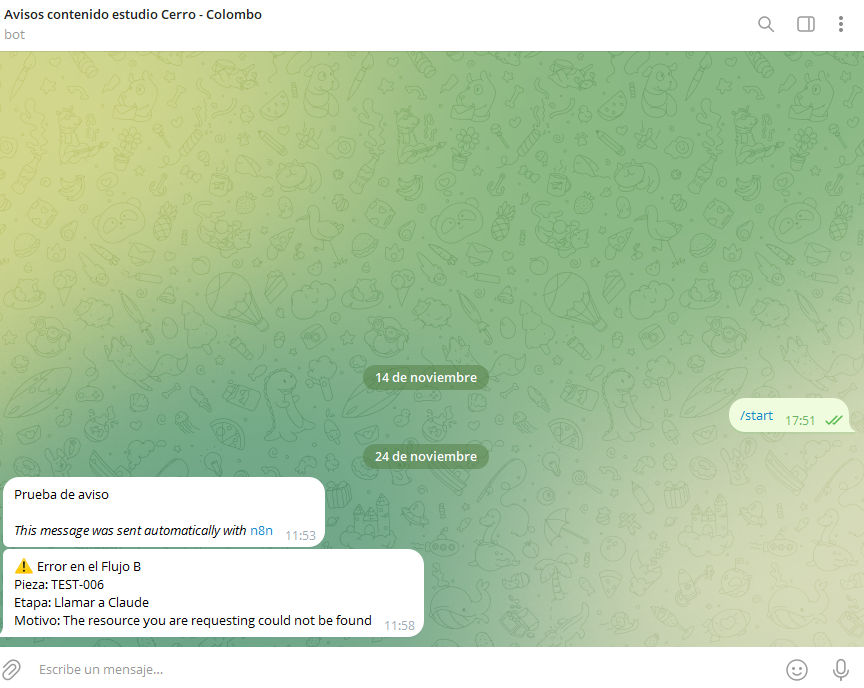 Avisos contenido estudio Cerro - Colombo
bot
14 de noviembre
/start 17:51
24 de noviembre
Prueba de aviso
This message was sent automatically with n8n 11:53
⚠️ Error en el Flujo B
Pieza: TEST-006
Etapa: Llamar a Claude
Motivo: The resource you are requesting could not be found 11:58
Escribe un mensaje...